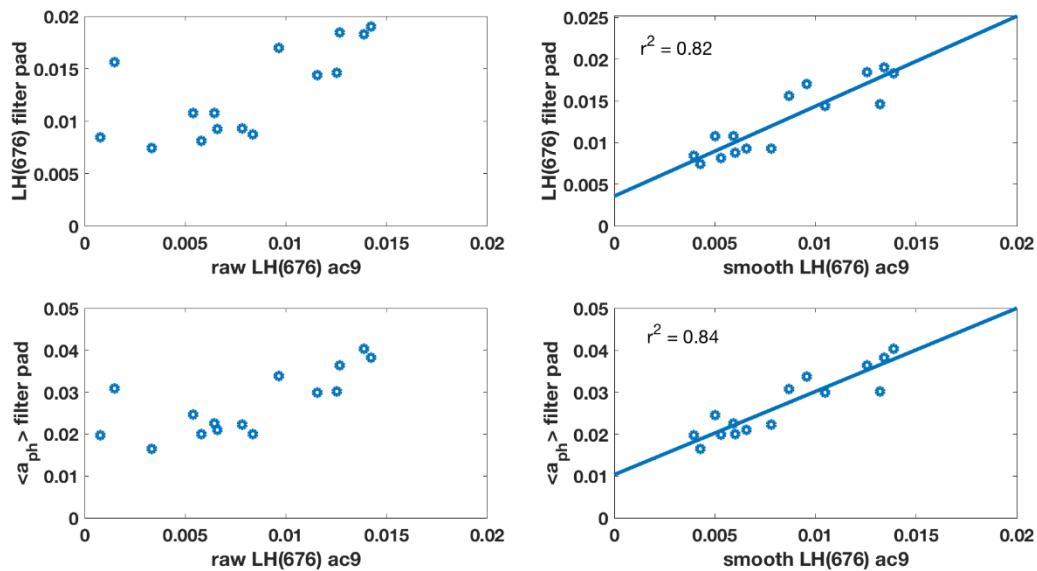 0.02
0.015
0.01
0.005
0
LH(676) filter pad
0 0.005 0.01 0.015 0.02
raw LH(676) ac9
r² = 0.82
0.025
0.02
0.015
0.01
0.005
0
LH(676) filter pad
0 0.005 0.01 0.015 0.02
smooth LH(676) ac9
0.05
0.04
0.03
0.02
0.01
0
<a_ph> filter pad
0 0.005 0.01 0.015 0.02
raw LH(676) ac9
r² = 0.84
0.05
0.04
0.03
0.02
0.01
0
<a_ph> filter pad
0 0.005 0.01 0.015 0.02
smooth LH(676) ac9